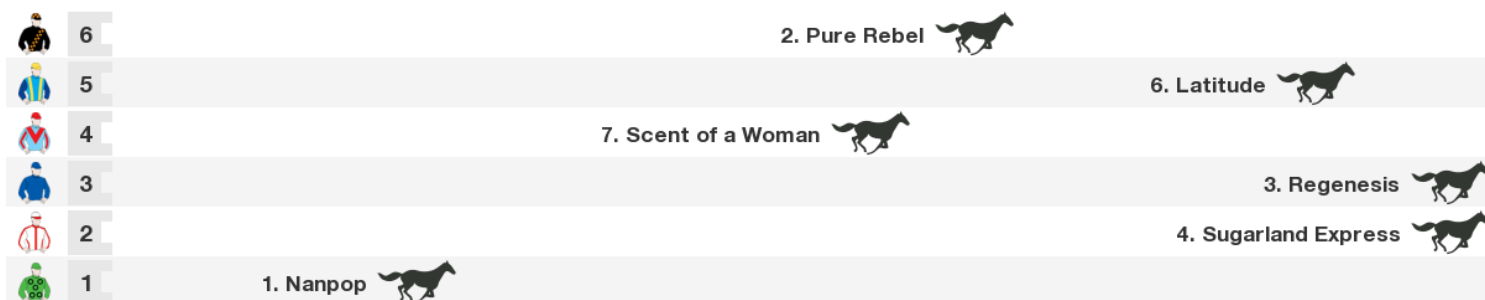 6 2. Pure Rebel
5 6. Latitude
4 7. Scent of a Woman
3 3. Regenesis
2 4. Sugarland Express
1 1. Nanpop